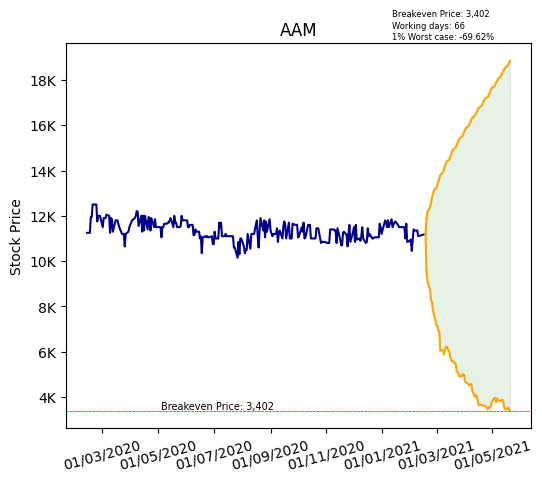 Breakeven Price: 3,402
Working days: 66
1% Worst case: -69.62%
AAM
Stock Price
18K
16K
14K
12K
10K
8K
6K
4K
Breakeven Price: 3,402
01/03/2020
01/05/2020
01/07/2020
01/09/2020
01/11/2020
01/01/2021
01/03/2021
01/05/2021